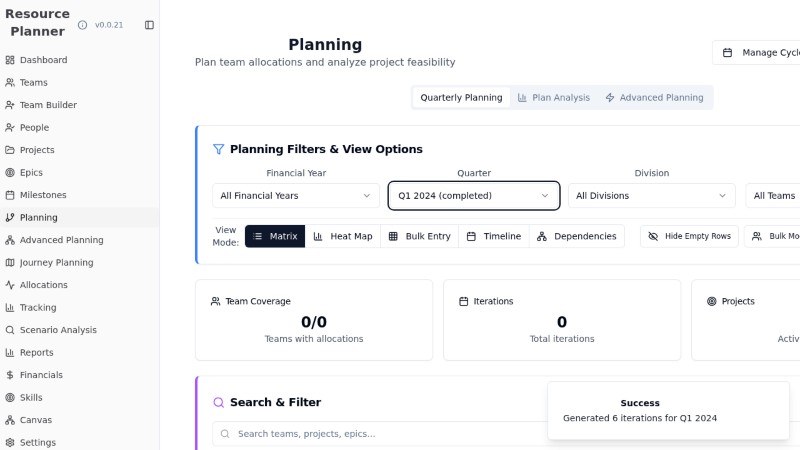 Resource
Planner
v0.0.21
Dashboard
Teams
Team Builder
People
Projects
Epics
Milestones
Planning
Advanced Planning
Journey Planning
Allocations
Tracking
Scenario Analysis
Reports
Financials
Skills
Canvas
Settings
Planning
Plan team allocations and analyze project feasibility
Manage Cycle
Quarterly Planning
Plan Analysis
Advanced Planning
Planning Filters & View Options
Financial Year
Quarter
Division
All Financial Years
Q1 2024 (completed)
All Divisions
All Teams
View
Mode:
Matrix
Heat Map
Bulk Entry
Timeline
Dependencies
Hide Empty Rows
Bulk Mo
Team Coverage
0/0
Teams with allocations
Iterations
0
Total iterations
Projects
Activ
Search & Filter
Search teams, projects, epics...
Success
Generated 6 iterations for Q1 2024